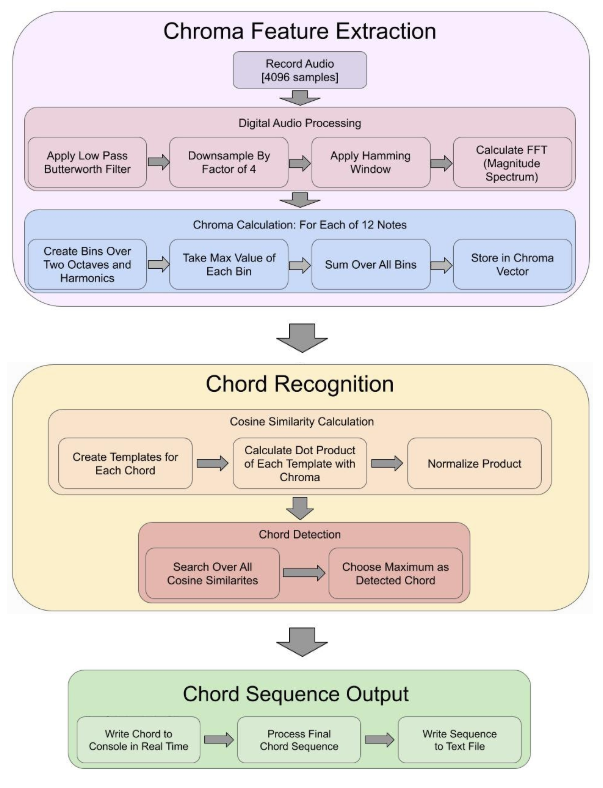 Chroma Feature Extraction
Record Audio
[4096 samples]
Digital Audio Processing
Apply Low Pass
Butterworth Filter
Downsample By
Factor of 4
Apply Hamming
Window
Calculate FFT
(Magnitude
Spectrum)
Chroma Calculation: For Each of 12 Notes
Create Bins Over
Two Octaves and
Harmonics
Take Max Value of
Each Bin
Sum Over All Bins
Store in Chroma
Vector
Chord Recognition
Cosine Similarity Calculation
Create Templates for
Each Chord
Calculate Dot Product
of Each Template with
Chroma
Normalize Product
Chord Detection
Search Over All
Cosine Similarites
Choose Maximum as
Detected Chord
Chord Sequence Output
Write Chord to
Console in Real Time
Process Final
Chord Sequence
Write Sequence
to Text File